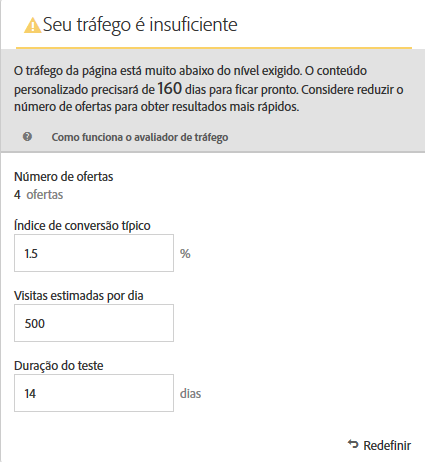 Seu tráfego é insuficiente
O tráfego da página está muito abaixo do nível exigido. O conteúdo
personalizado precisará de 160 dias para ficar pronto. Considere reduzir o
número de ofertas para obter resultados mais rápidos.
Como funciona o avaliador de tráfego
Número de ofertas
4 ofertas
Índice de conversão típico
1.5 %
Visitas estimadas por dia
500
Duração do teste
14 dias
Redefinir